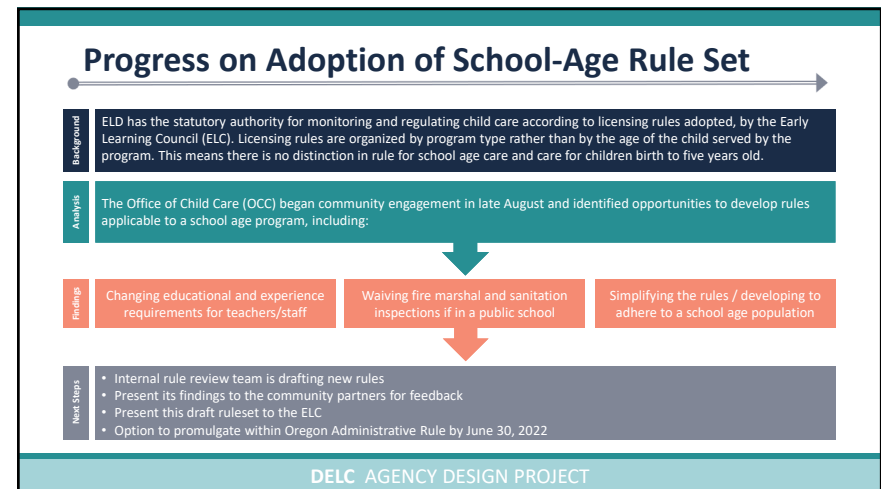 Progress on Adoption of School-Age Rule Set
Background
ELD has the statutory authority for monitoring and regulating child care according to licensing rules adopted, by the Early
Learning Council (ELC). Licensing rules are organized by program type rather than by the age of the child served by the
program. This means there is no distinction in rule for school age care and care for children birth to five years old.
Analysis
The Office of Child Care (OCC) began community engagement in late August and identified opportunities to develop rules
applicable to a school age program, including:
Findings
Changing educational and experience
requirements for teachers/staff
Waiving fire marshal and sanitation
inspections if in a public school
Simplifying the rules / developing to
adhere to a school age population
Next Steps
• Internal rule review team is drafting new rules
• Present its findings to the community partners for feedback
• Present this draft ruleset to the ELC
• Option to promulgate within Oregon Administrative Rule by June 30, 2022
DELC AGENCY DESIGN PROJECT